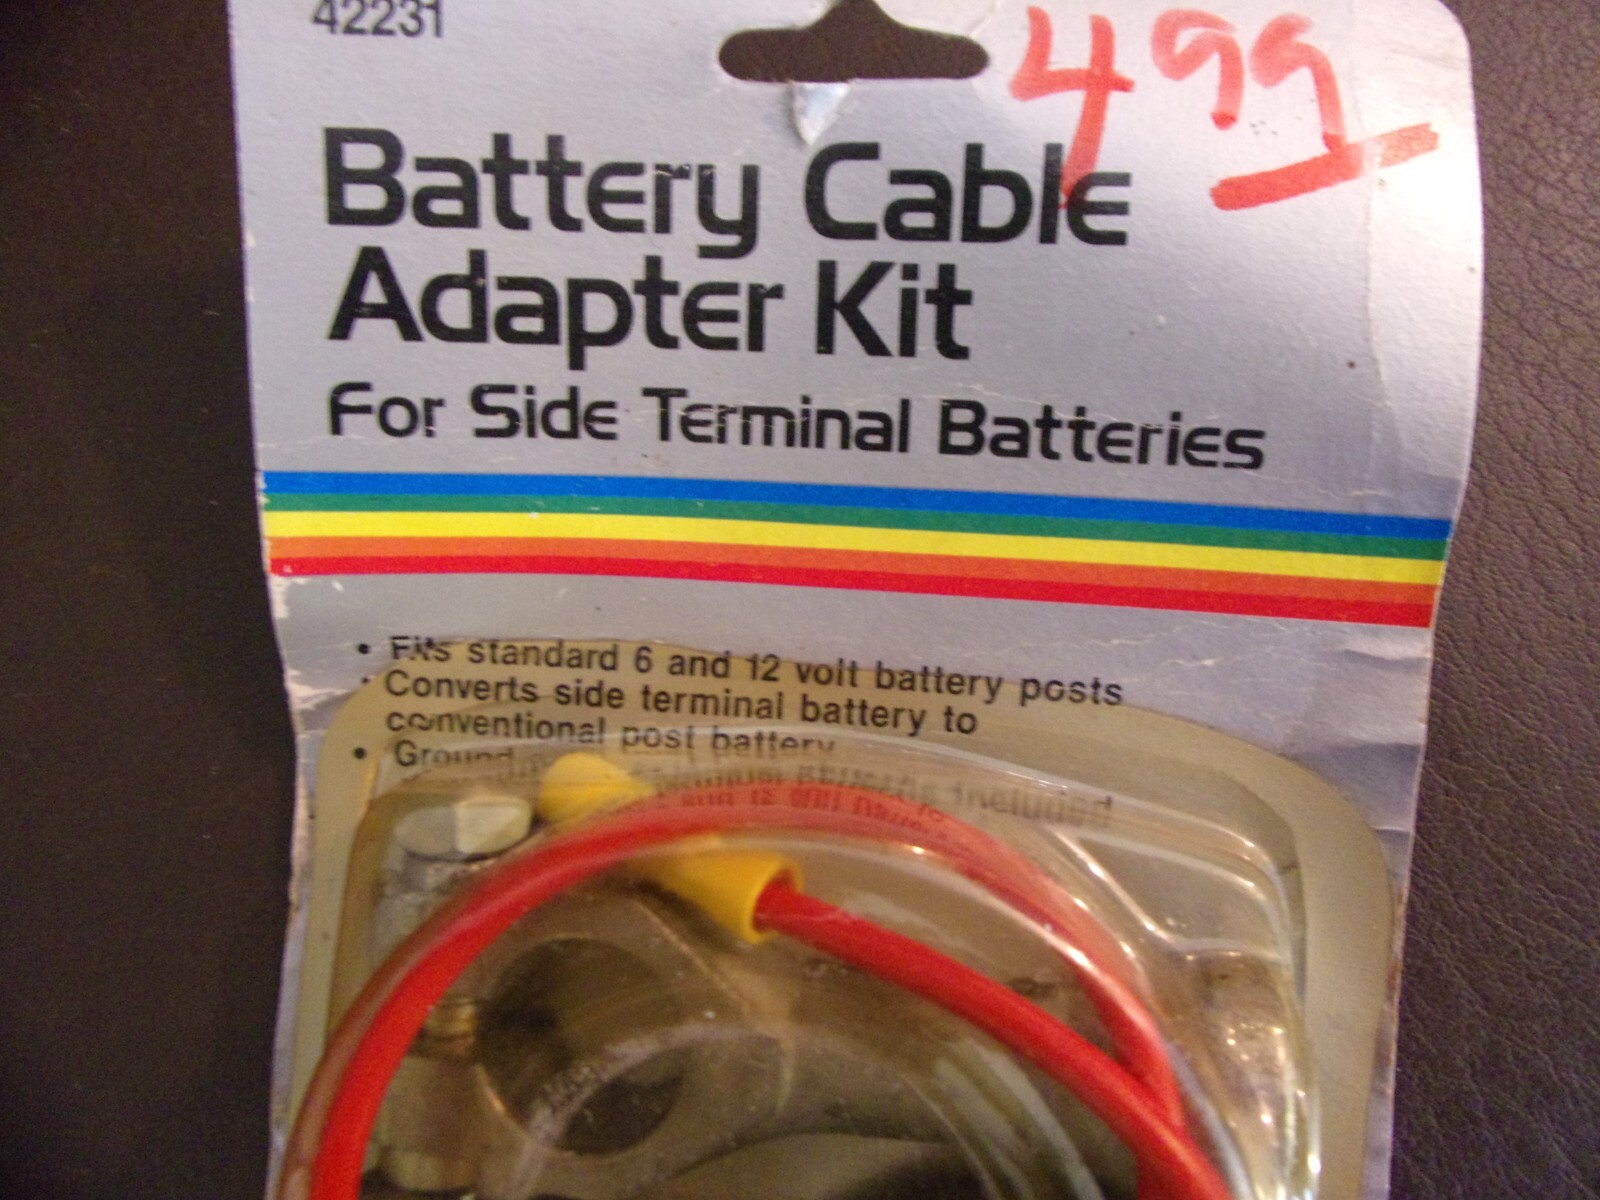 42231
499
Battery Cable
Adapter Kit
For Side Terminal Batteries
• Fits standard 6 and 12 volt battery posts
• Converts side terminal battery to
conventional post battery
• Ground
included